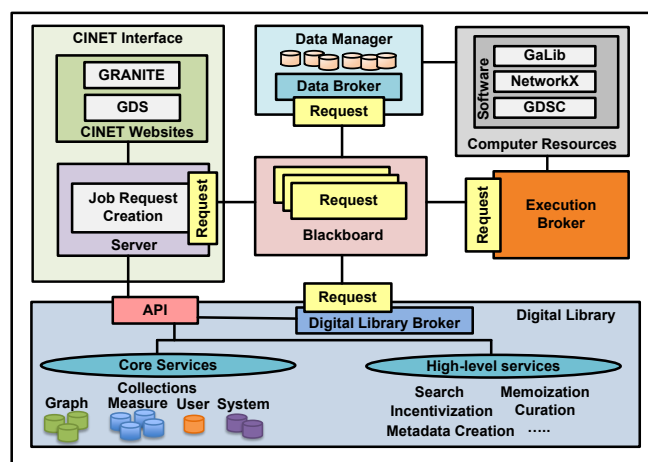 CINET Interface
GRANITE
GDS
CINET Websites
Job Request
Creation
Server
Request
Data Manager
Data Broker
Request
Request
Blackboard
Software
GaLib
NetworkX
GDSC
Computer Resources
Request
Execution
Broker
Request
API
Digital Library Broker
Digital Library
Core Services
Collections
Graph Measure User System
High-level services
Search Memoization
Incentivization Curation
Metadata Creation .....